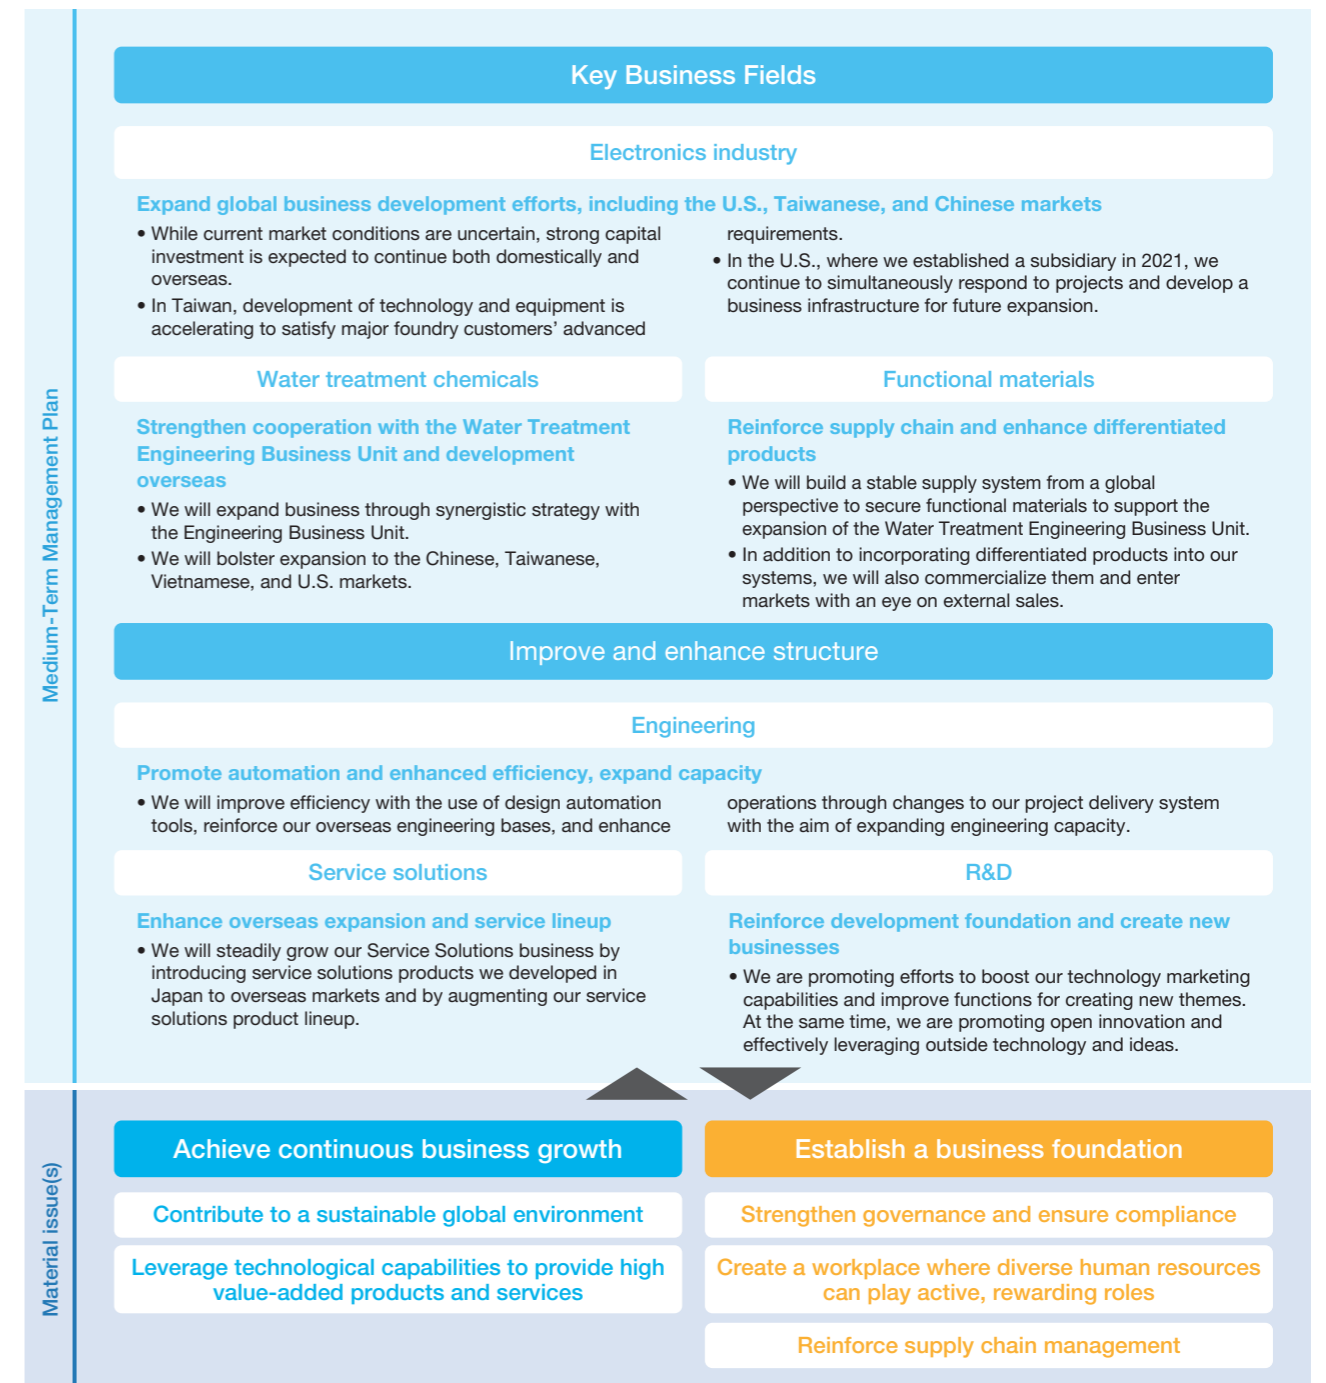 Medium-Term Management Plan
Key Business Fields
Electronics industry
Expand global business development efforts, including the U.S., Taiwanese, and Chinese markets
• While current market conditions are uncertain, strong capital
investment is expected to continue both domestically and
overseas.
• In Taiwan, development of technology and equipment is
accelerating to satisfy major foundry customers’ advanced
requirements.
• In the U.S., where we established a subsidiary in 2021, we
continue to simultaneously respond to projects and develop a
business infrastructure for future expansion.
Water treatment chemicals
Strengthen cooperation with the Water Treatment
Engineering Business Unit and development
overseas
• We will expand business through synergistic strategy with
the Engineering Business Unit.
• We will bolster expansion to the Chinese, Taiwanese,
Vietnamese, and U.S. markets.
Functional materials
Reinforce supply chain and enhance differentiated
products
• We will build a stable supply system from a global
perspective to secure functional materials to support the
expansion of the Water Treatment Engineering Business Unit.
• In addition to incorporating differentiated products into our
systems, we will also commercialize them and enter
markets with an eye on external sales.
Improve and enhance structure
Engineering
Promote automation and enhanced efficiency, expand capacity
• We will improve efficiency with the use of design automation
tools, reinforce our overseas engineering bases, and enhance
operations through changes to our project delivery system
with the aim of expanding engineering capacity.
Service solutions
Enhance overseas expansion and service lineup
• We will steadily grow our Service Solutions business by
introducing service solutions products we developed in
Japan to overseas markets and by augmenting our service
solutions product lineup.
R&D
Reinforce development foundation and create new
businesses
• We are promoting efforts to boost our technology marketing
capabilities and improve functions for creating new themes.
At the same time, we are promoting open innovation and
effectively leveraging outside technology and ideas.
Material issue(s)
Achieve continuous business growth
Contribute to a sustainable global environment
Leverage technological capabilities to provide high
value-added products and services
Establish a business foundation
Strengthen governance and ensure compliance
Create a workplace where diverse human resources
can play active, rewarding roles
Reinforce supply chain management